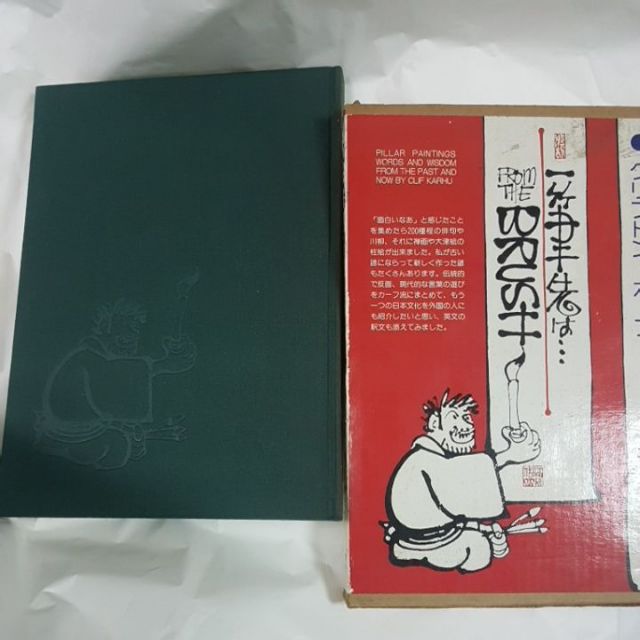 PILLAR PAINTINGS
WORDS AND WISDOM
FROM THE PAST AND
NOW BY CLIF KARHU
「面白いなあ」と感じたこと
を集めたら200種程の俳句や
川柳、それに禅画や大津絵の
柱絵が出来ました。私が古い
諺にならって新しく作った諺
もたくさんあります。伝統的
で反面、現代的な言葉の遊び
をカーフ流にまとめて、もう
一つの日本文化を外国の人に
も紹介したいと思い、英文の
訳文も添えてみました。
FROM
THE
BRUSH
一筆千先は…